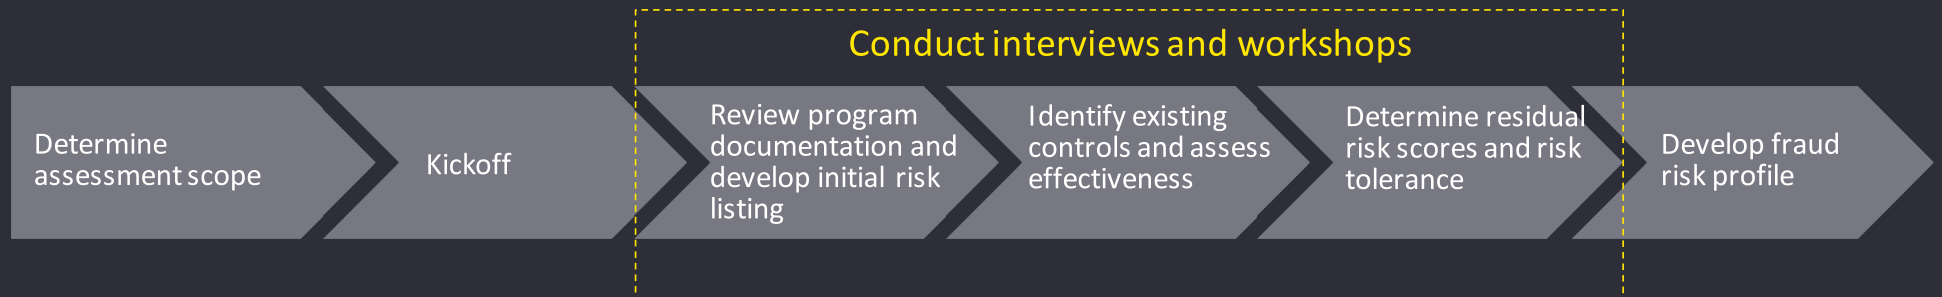 Conduct interviews and workshops
Determine
assessment scope
Kickoff
Review program
documentation and
develop initial risk
listing
Identify existing
controls and assess
effectiveness
Determine residual
risk scores and risk
tolerance
Develop fraud
risk profile